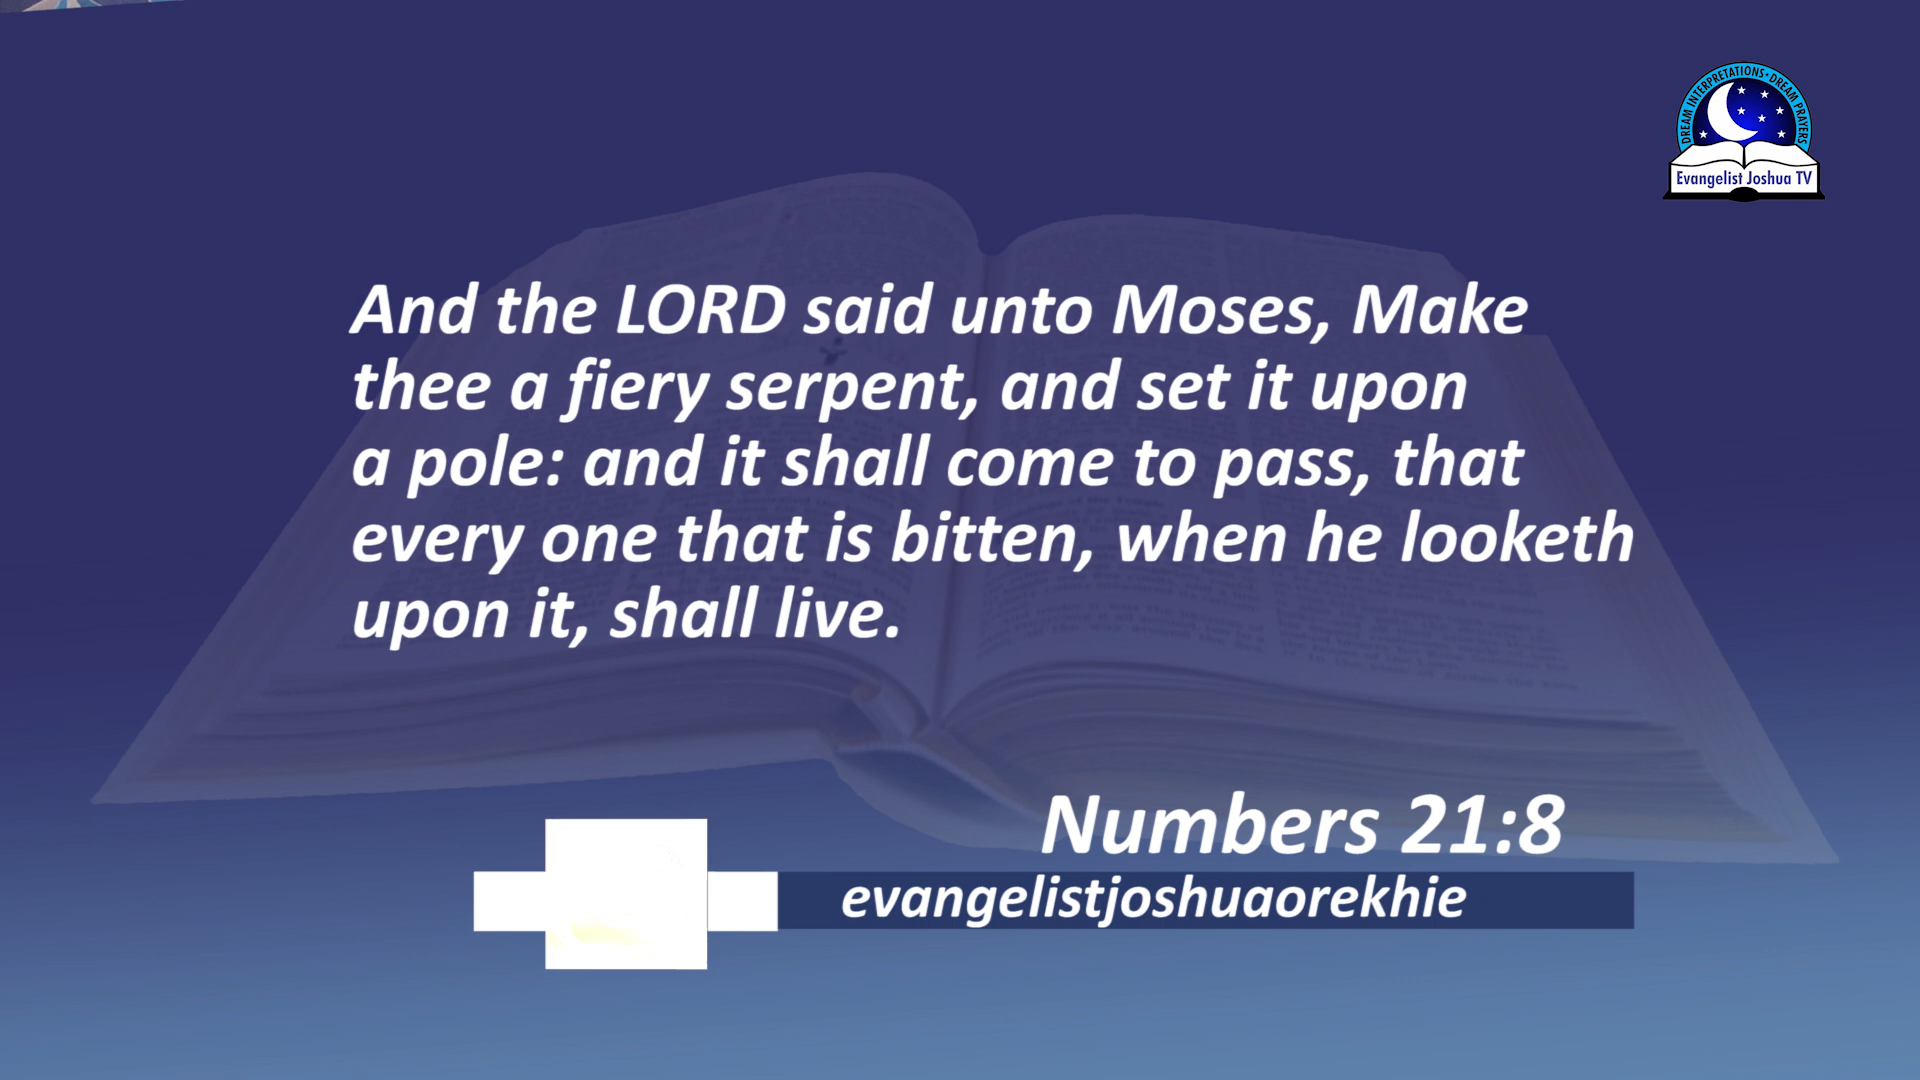 DREAM INTERPRETATIONS · DREAM PRAYERS
Evangelist Joshua TV
And the LORD said unto Moses, Make
thee a fiery serpent, and set it upon
a pole: and it shall come to pass, that
every one that is bitten, when he looketh
upon it, shall live.
Numbers 21:8
evangelistjoshuaorekhie